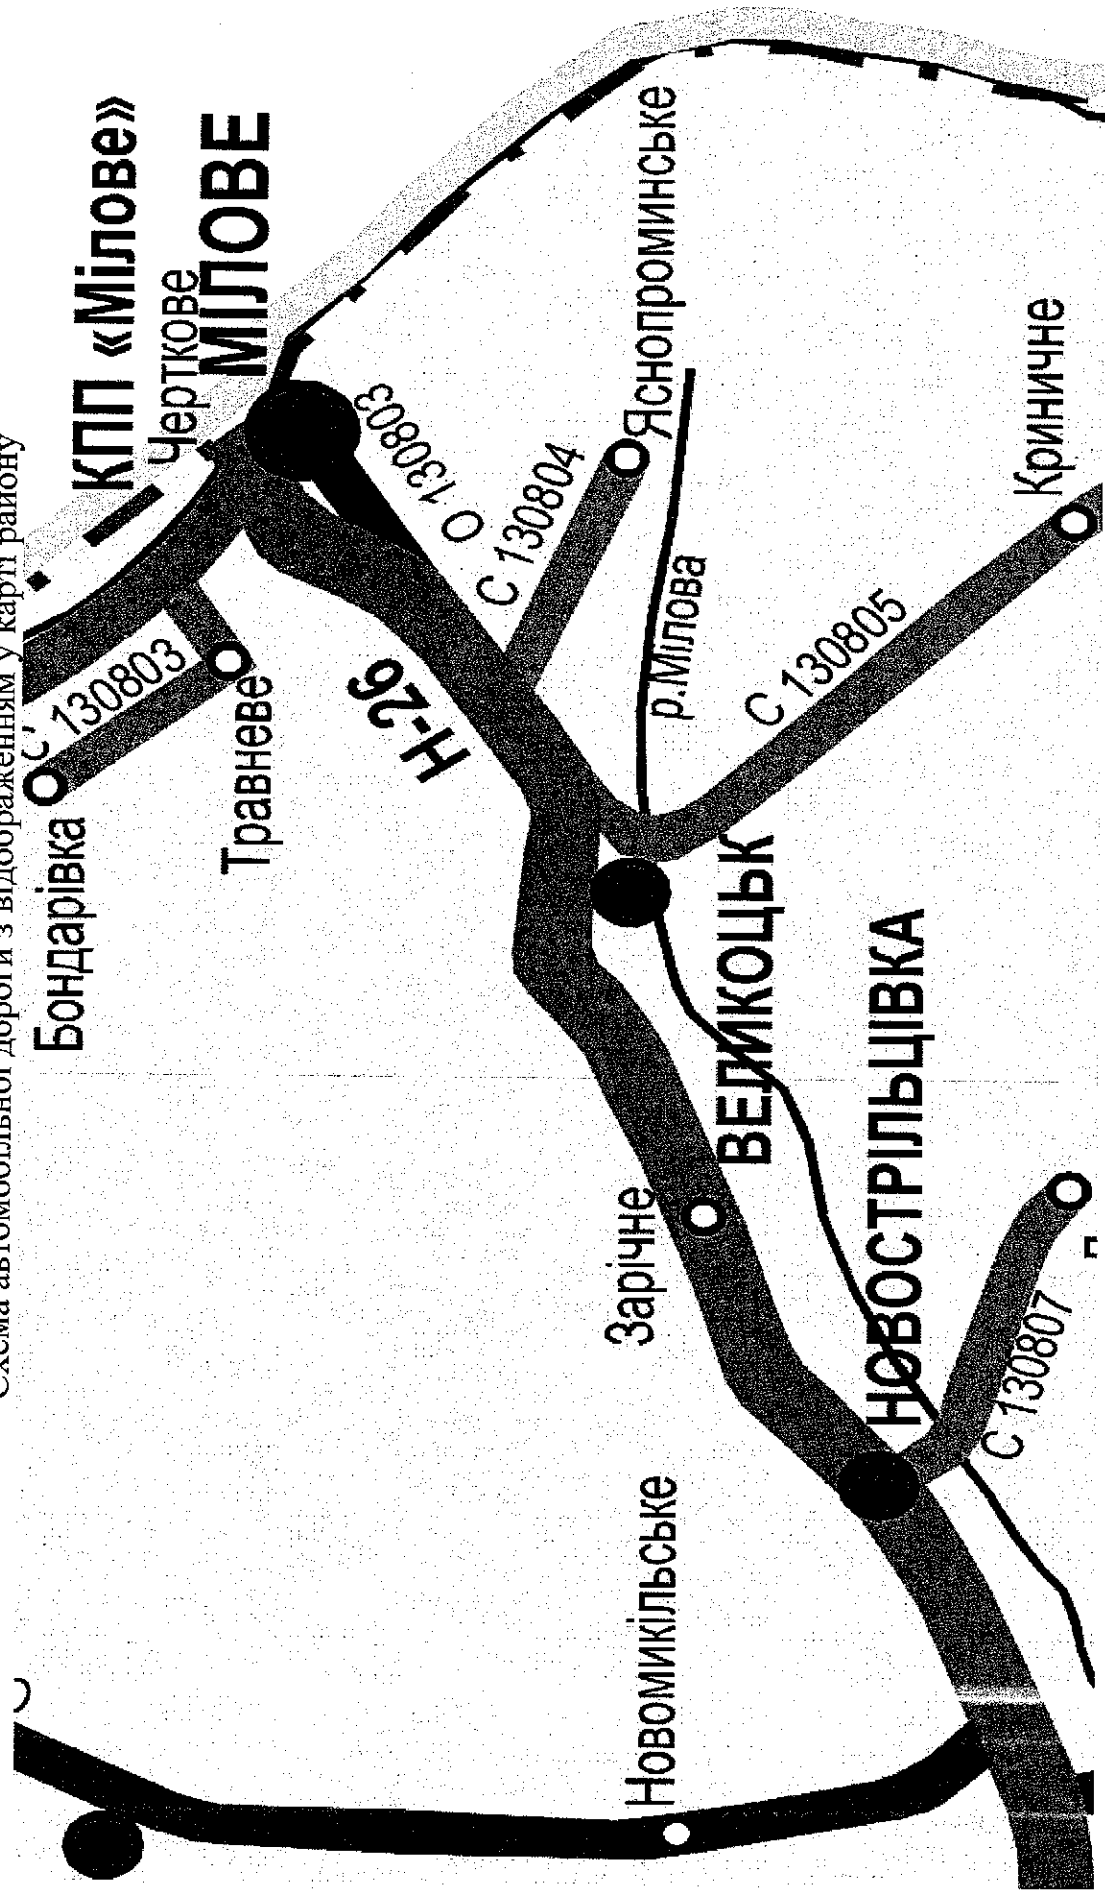 Схема автомобільної дороги з відображенням у карті району
КПП «Мілове»
Черткове
МІЛОВЕ
Бондарівка
С 130803
Травневе
Н-26
О 130803
С 130804
Яснопроминське
р.Мілова
С 130805
Криничне
ВЕЛИКОЦЬК
Зарічне
НОВОСТРІЛЬЦІВКА
С 130807
Новомикільське